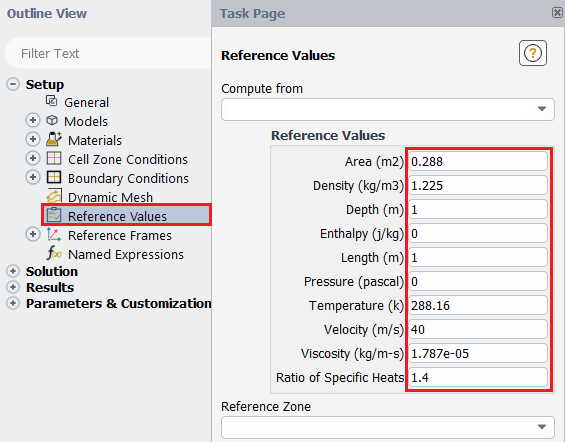 Outline View
Filter Text
Setup
General
Models
Materials
Cell Zone Conditions
Boundary Conditions
Dynamic Mesh
Reference Values
Reference Frames
Named Expressions
Solution
Results
Parameters & Customization
Task Page
Reference Values
?
Compute from
Reference Values
Area (m2) 0.288
Density (kg/m3) 1.225
Depth (m) 1
Enthalpy (j/kg) 0
Length (m) 1
Pressure (pascal) 0
Temperature (k) 288.16
Velocity (m/s) 40
Viscosity (kg/m-s) 1.787e-05
Ratio of Specific Heats 1.4
Reference Zone